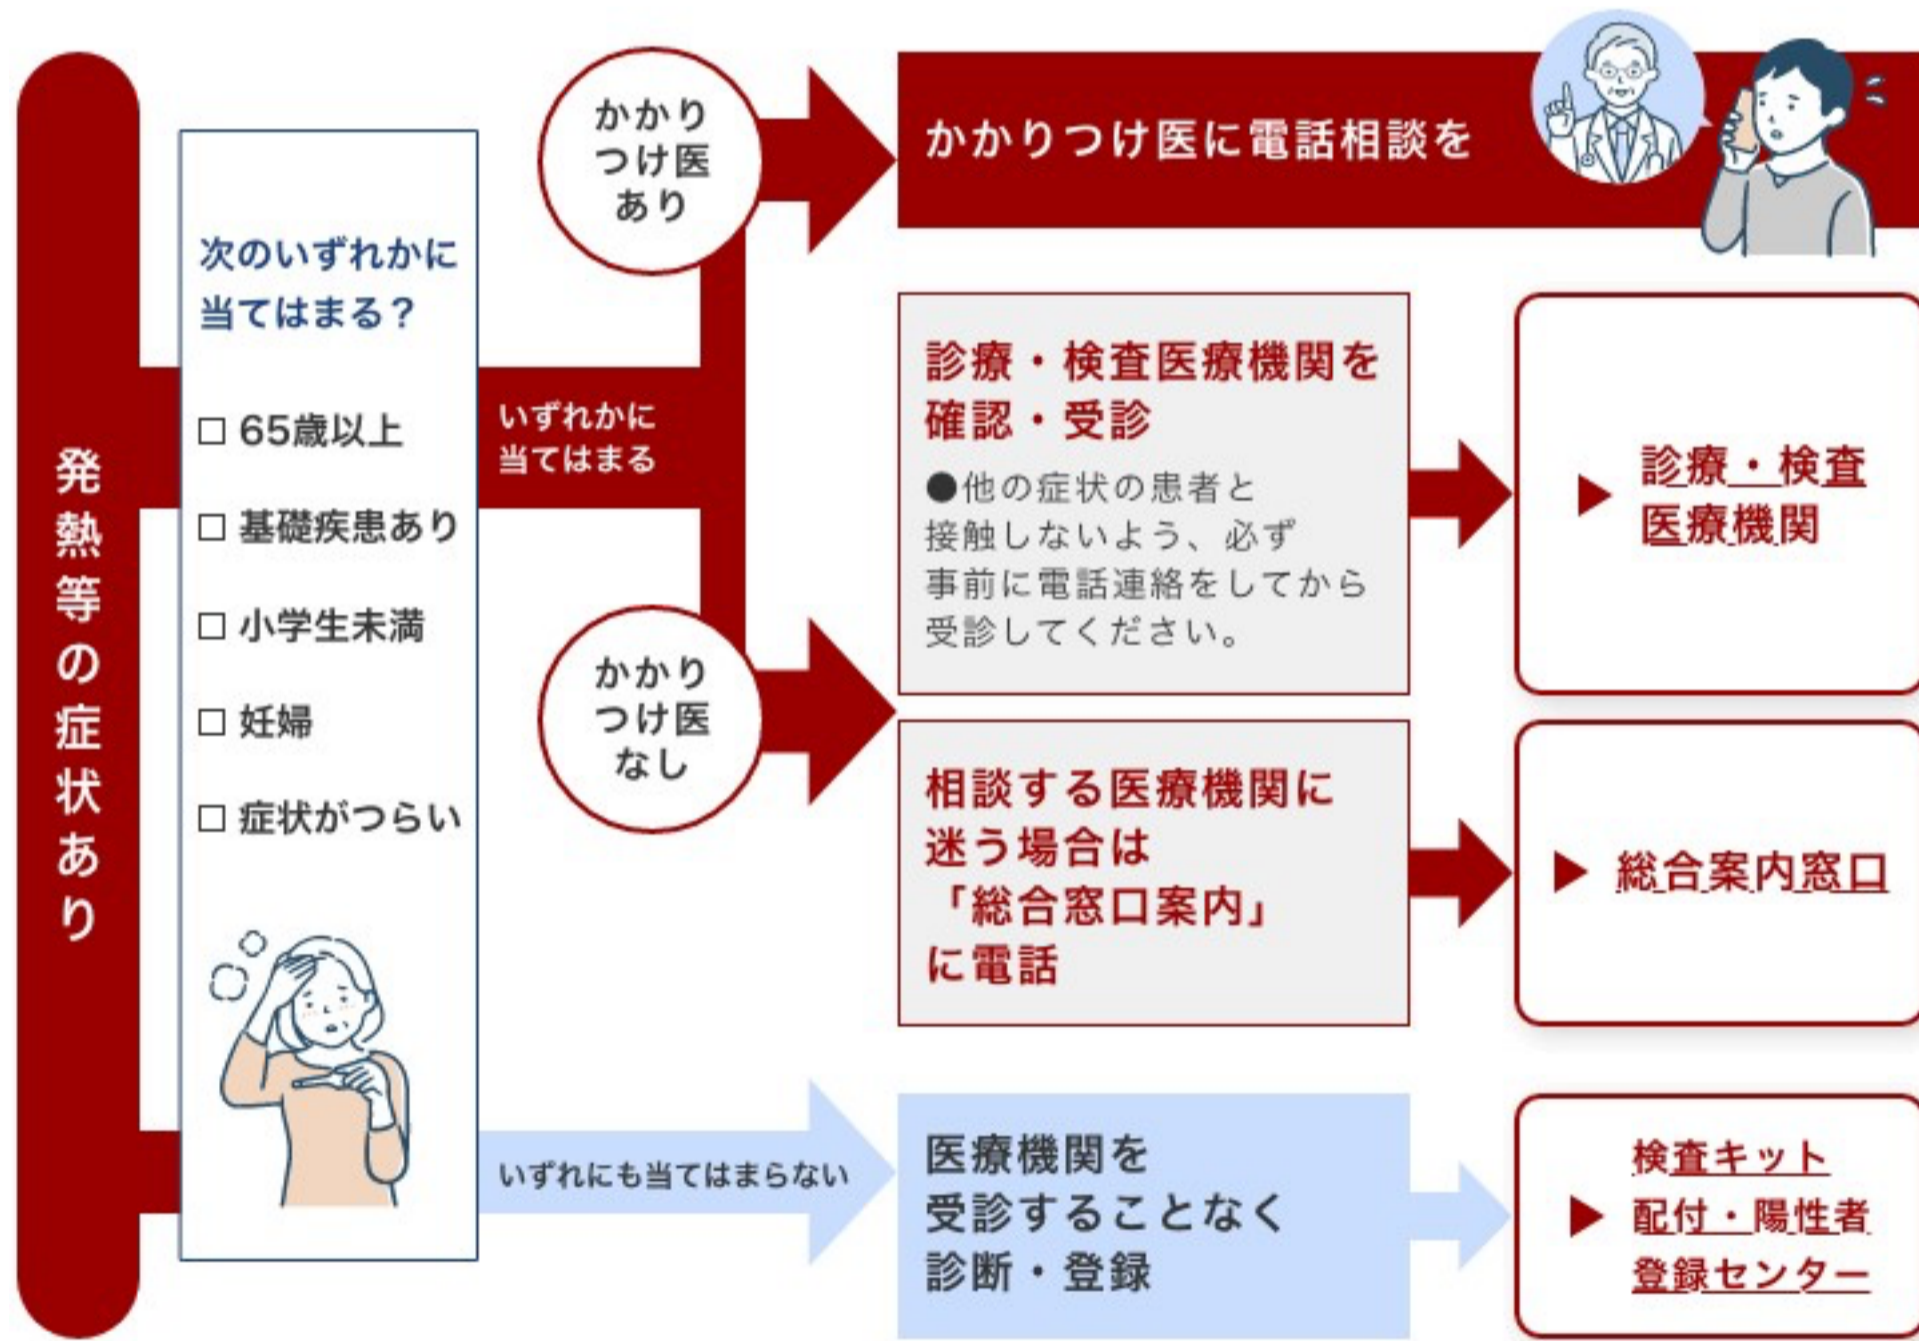 発熱等の症状あり
次のいずれかに
当てはまる？
□ 65歳以上
□ 基礎疾患あり
□ 小学生未満
□ 妊婦
□ 症状がつらい
いずれかに
当てはまる
かかり
つけ医
あり
かかりつけ医に電話相談を
かかり
つけ医
なし
診療・検査医療機関を
確認・受診
●他の症状の患者と
接触しないよう、必ず
事前に電話連絡をしてから
受診してください。
▶ 診療・検査
医療機関
相談する医療機関に
迷う場合は
「総合窓口案内」
に電話
▶ 総合案内窓口
いずれにも当てはまらない
医療機関を
受診することなく
診断・登録
検査キット
▶ 配付・陽性者
登録センター